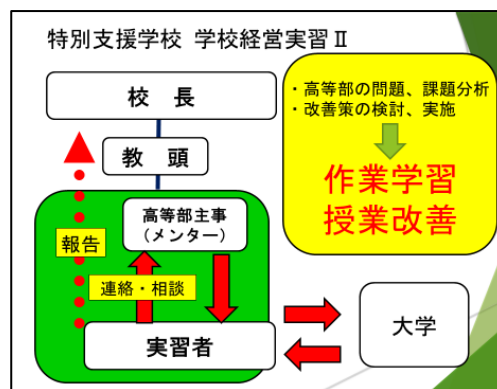 特別支援学校 学校経営実習Ⅱ
校 長
・高等部の問題、課題分析
・改善策の検討、実施
教 頭
作業学習
授業改善
高等部主事
(メンター)
報告
連絡・相談
実習者
大学